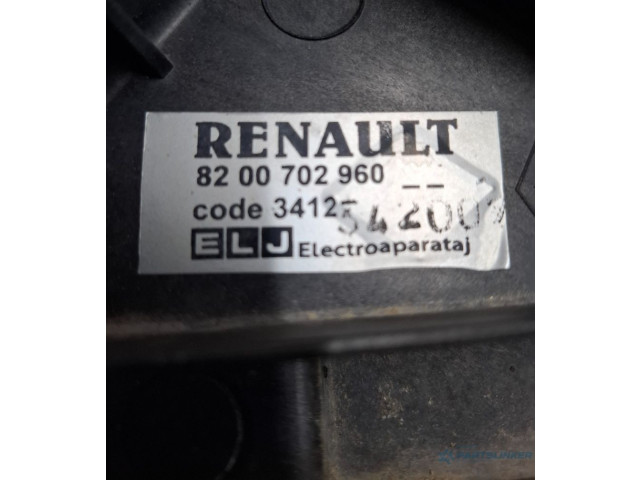 RENAULT
82 00 702 960
code 3412
ELJ Electroaparataj